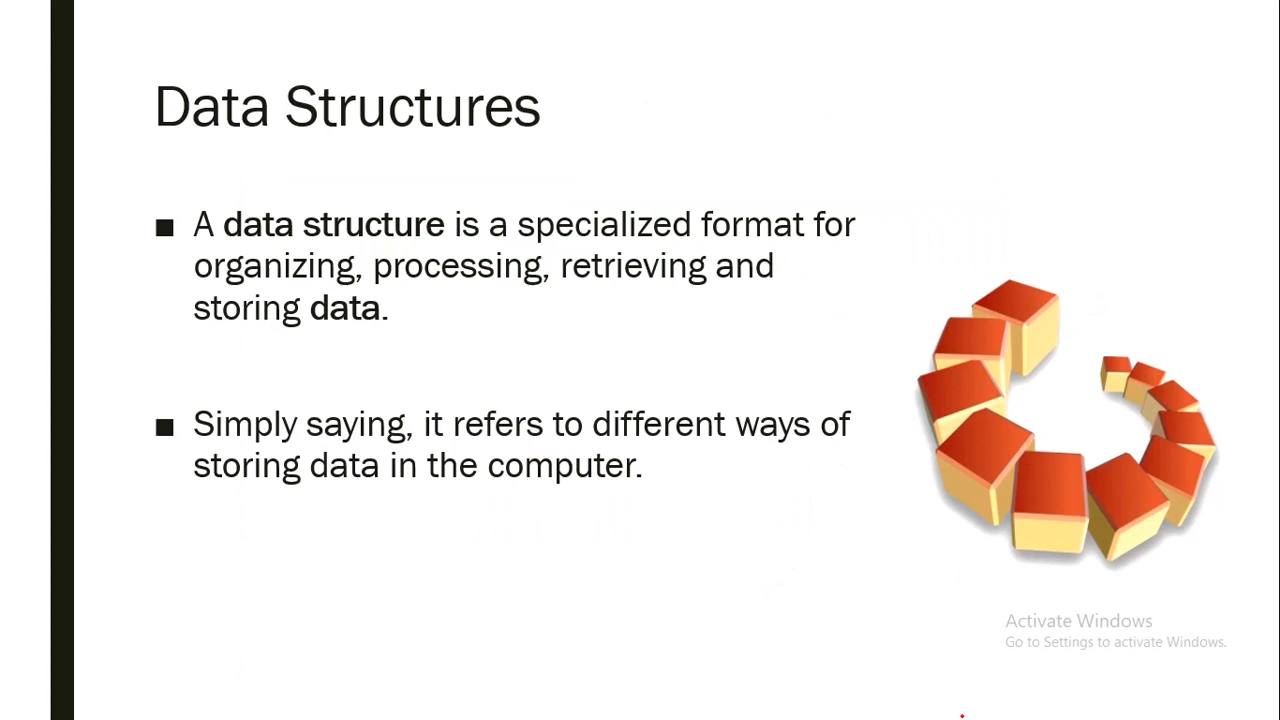 Data Structures
■ A data structure is a specialized format for
organizing, processing, retrieving and
storing data.
■ Simply saying, it refers to different ways of
storing data in the computer.
Activate Windows
Go to Settings to activate Windows.